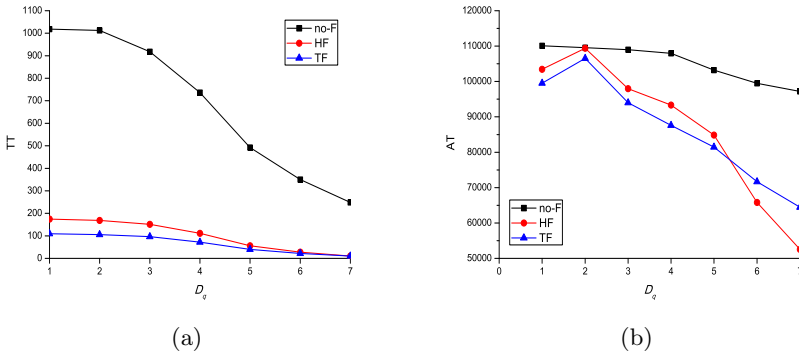 1100
1000
900
800
700
600
500
400
300
200
100
0
TT
1 2 3 4 5 6 7
D_q
no-F
HF
TF
(a)
120000
110000
100000
90000
80000
70000
60000
50000
AT
0 1 2 3 4 5 6 7
D_q
no-F
HF
TF
(b)